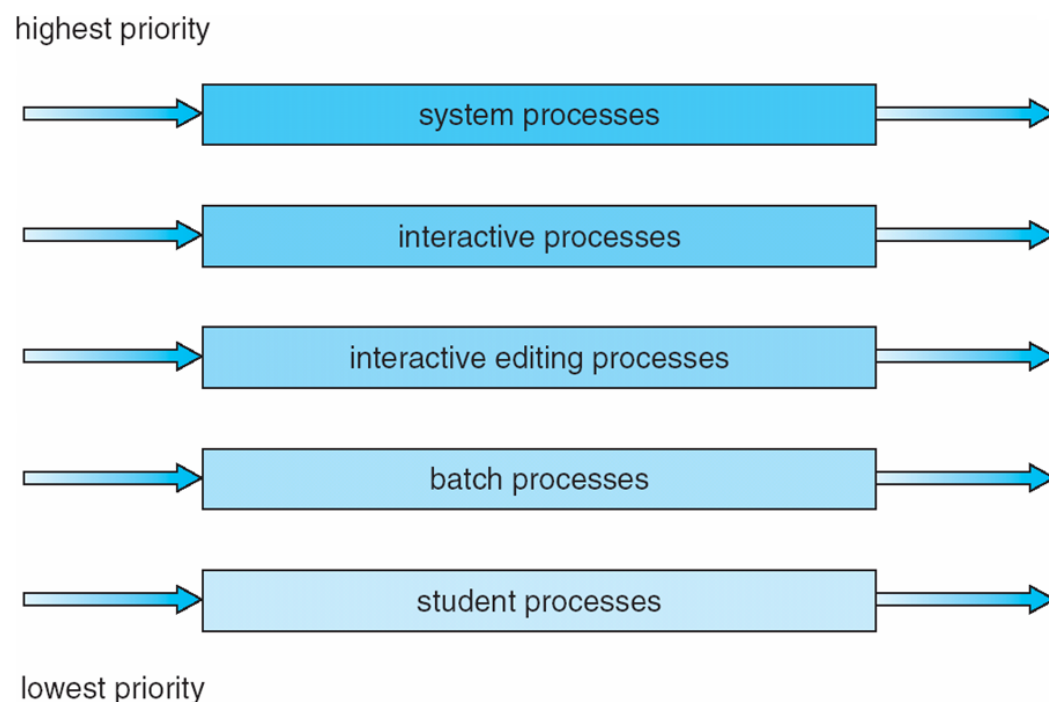 highest priority
system processes
interactive processes
interactive editing processes
batch processes
student processes
lowest priority